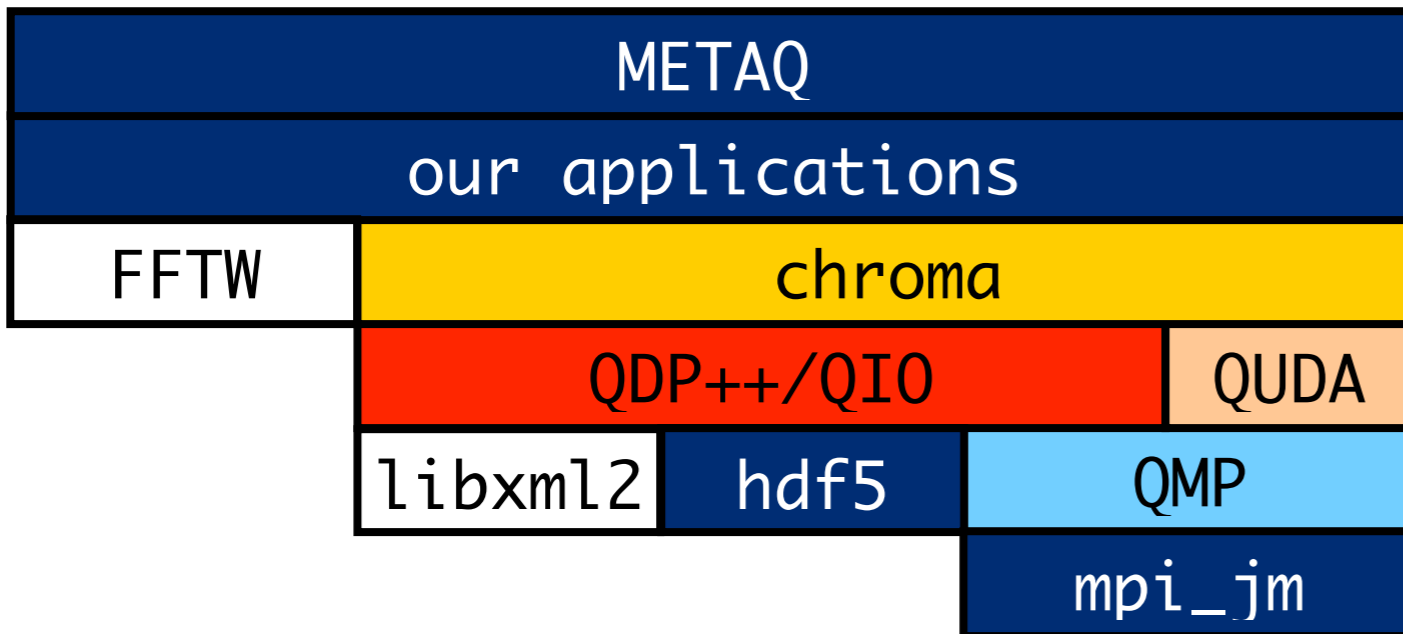 METAQ
our applications
FFTW chroma
QDP++/QIO QUDA
libxml2 hdf5 QMP
mpi_jm